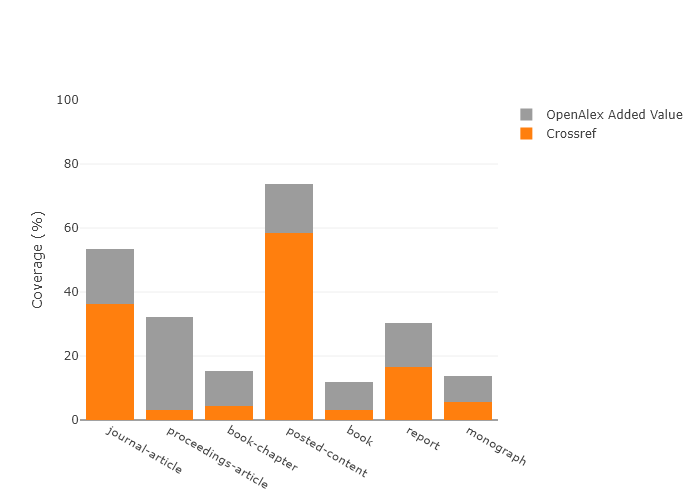 100
80
60
40
20
0
Coverage (%)
journal-article
proceedings-article
book-chapter
posted-content
book
report
monograph
OpenAlex Added Value
Crossref